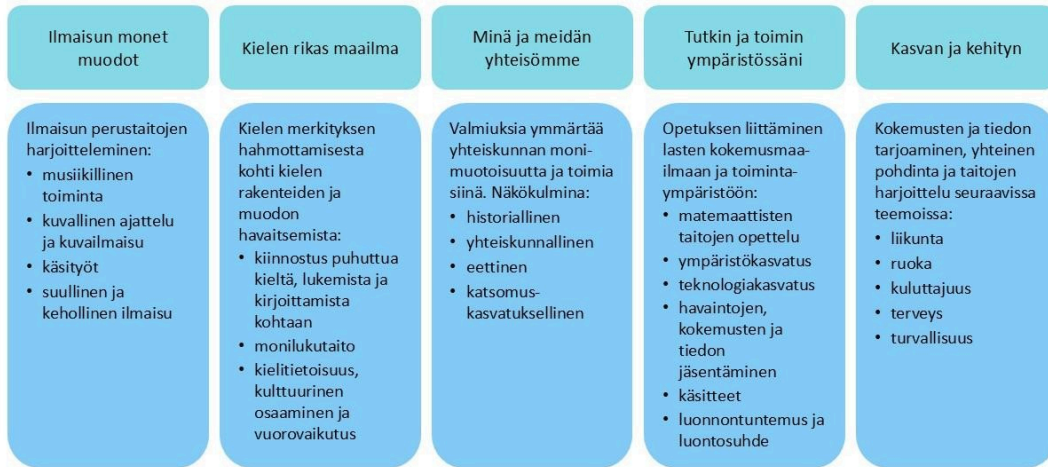 Ilmaisun monet
muodot
Kielen rikas maailma
Minä ja meidän
yhteisömme
Tutkin ja toimin
ympäristössäni
Kasvan ja kehityn
Ilmaisun perustaitojen
harjoitteleminen:
• musiikillinen
toiminta
• kuvallinen ajattelu
ja kuvailmaisu
• käsityöt
• suullinen ja
kehollinen ilmaisu
Kielen merkityksen
hahmottamisesta
kohti kielen
rakenteiden ja
muodon
havaitsemista:
• kiinnostus puhuttua
kieltä, lukemista ja
kirjoittamista
kohtaan
• monilukutaito
• kielitietoisuus,
kulttuurinen
osaaminen ja
vuorovaikutus
Valmiuksia ymmärtää
yhteiskunnan moni-
muotoisuutta ja toimia
siinä. Näkökulmina:
• historiallinen
• yhteiskunnallinen
• eettinen
• katsomus-
kasvatuksellinen
Opetuksen liittäminen
lasten kokemusmaa-
ilmaan ja toiminta-
ympäristöön:
• matemaattisten
taitojen opettelu
• ympäristökasvatus
• teknologiakasvatus
• havaintojen,
kokemusten ja
tiedon
jäsentäminen
• käsitteet
• luonnontuntemus ja
luontosuhde
Kokemusten ja tiedon
tarjoaminen, yhteinen
pohdinta ja taitojen
harjoittelu seuraavissa
teemoissa:
• liikunta
• ruoka
• kuluttajuus
• terveys
• turvallisuus